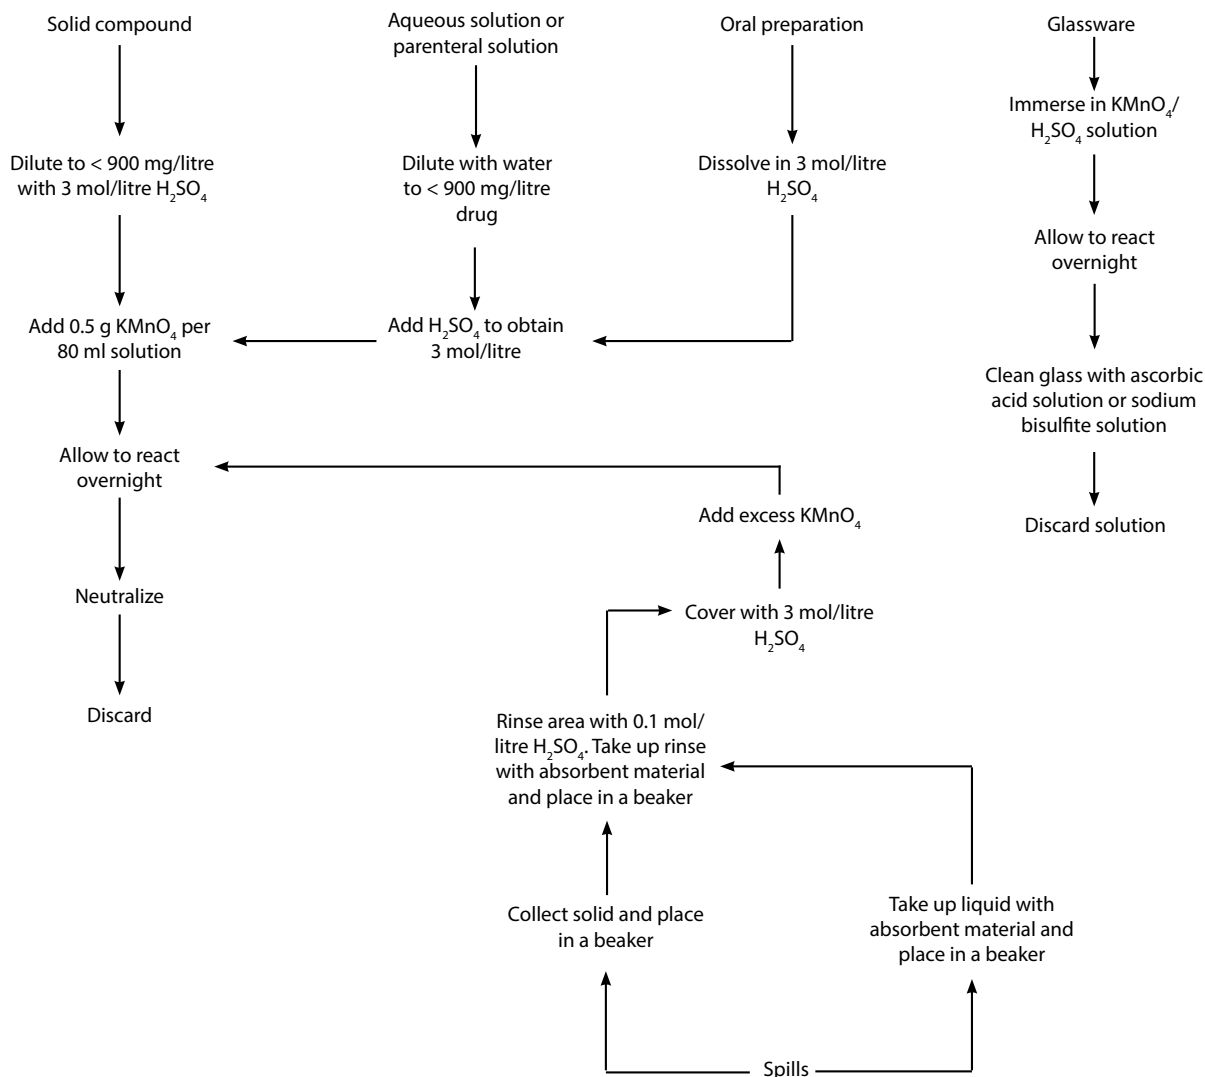 Solid compound
Aqueous solution or
parenteral solution
Oral preparation
Glassware
Immerse in KMnO₄/
H₂SO₄ solution
Dilute to < 900 mg/litre
with 3 mol/litre H₂SO₄
Dilute with water
to < 900 mg/litre
drug
Dissolve in 3 mol/litre
H₂SO₄
Allow to react
overnight
Add 0.5 g KMnO₄ per
80 ml solution
Add H₂SO₄ to obtain
3 mol/litre
Clean glass with ascorbic
acid solution or sodium
bisulfite solution
Allow to react
overnight
Add excess KMnO₄
Discard solution
Neutralize
Cover with 3 mol/litre
H₂SO₄
Discard
Rinse area with 0.1 mol/
litre H₂SO₄. Take up rinse
with absorbent material
and place in a beaker
Collect solid and place
in a beaker
Take up liquid with
absorbent material and
place in a beaker
Spills